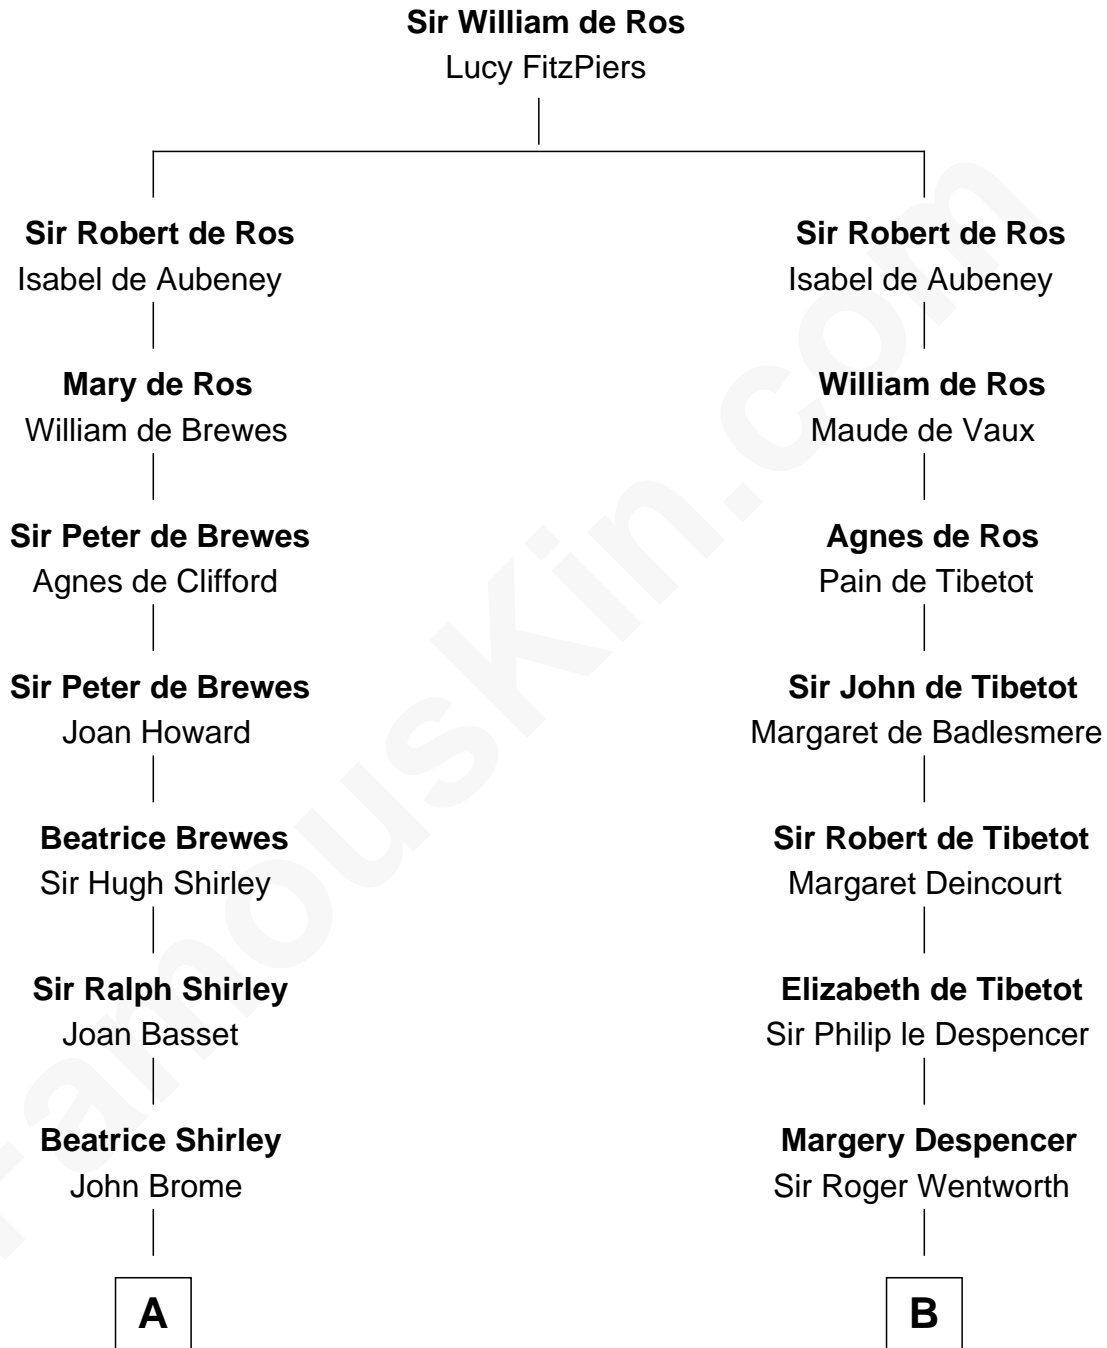 Sir William de Ros
Lucy FitzPiers
Sir Robert de Ros
Isabel de Aubeney
Mary de Ros
William de Brewes
Sir Peter de Brewes
Agnes de Clifford
Sir Peter de Brewes
Joan Howard
Beatrice Brewes
Sir Hugh Shirley
Sir Ralph Shirley
Joan Basset
Beatrice Shirley
John Brome
A
Sir Robert de Ros
Isabel de Aubeney
William de Ros
Maude de Vaux
Agnes de Ros
Pain de Tibetot
Sir John de Tibetot
Margaret de Badlesmere
Sir Robert de Tibetot
Margaret Deincourt
Elizabeth de Tibetot
Sir Philip le Despencer
Margery Despencer
Sir Roger Wentworth
B
FamousKin.com